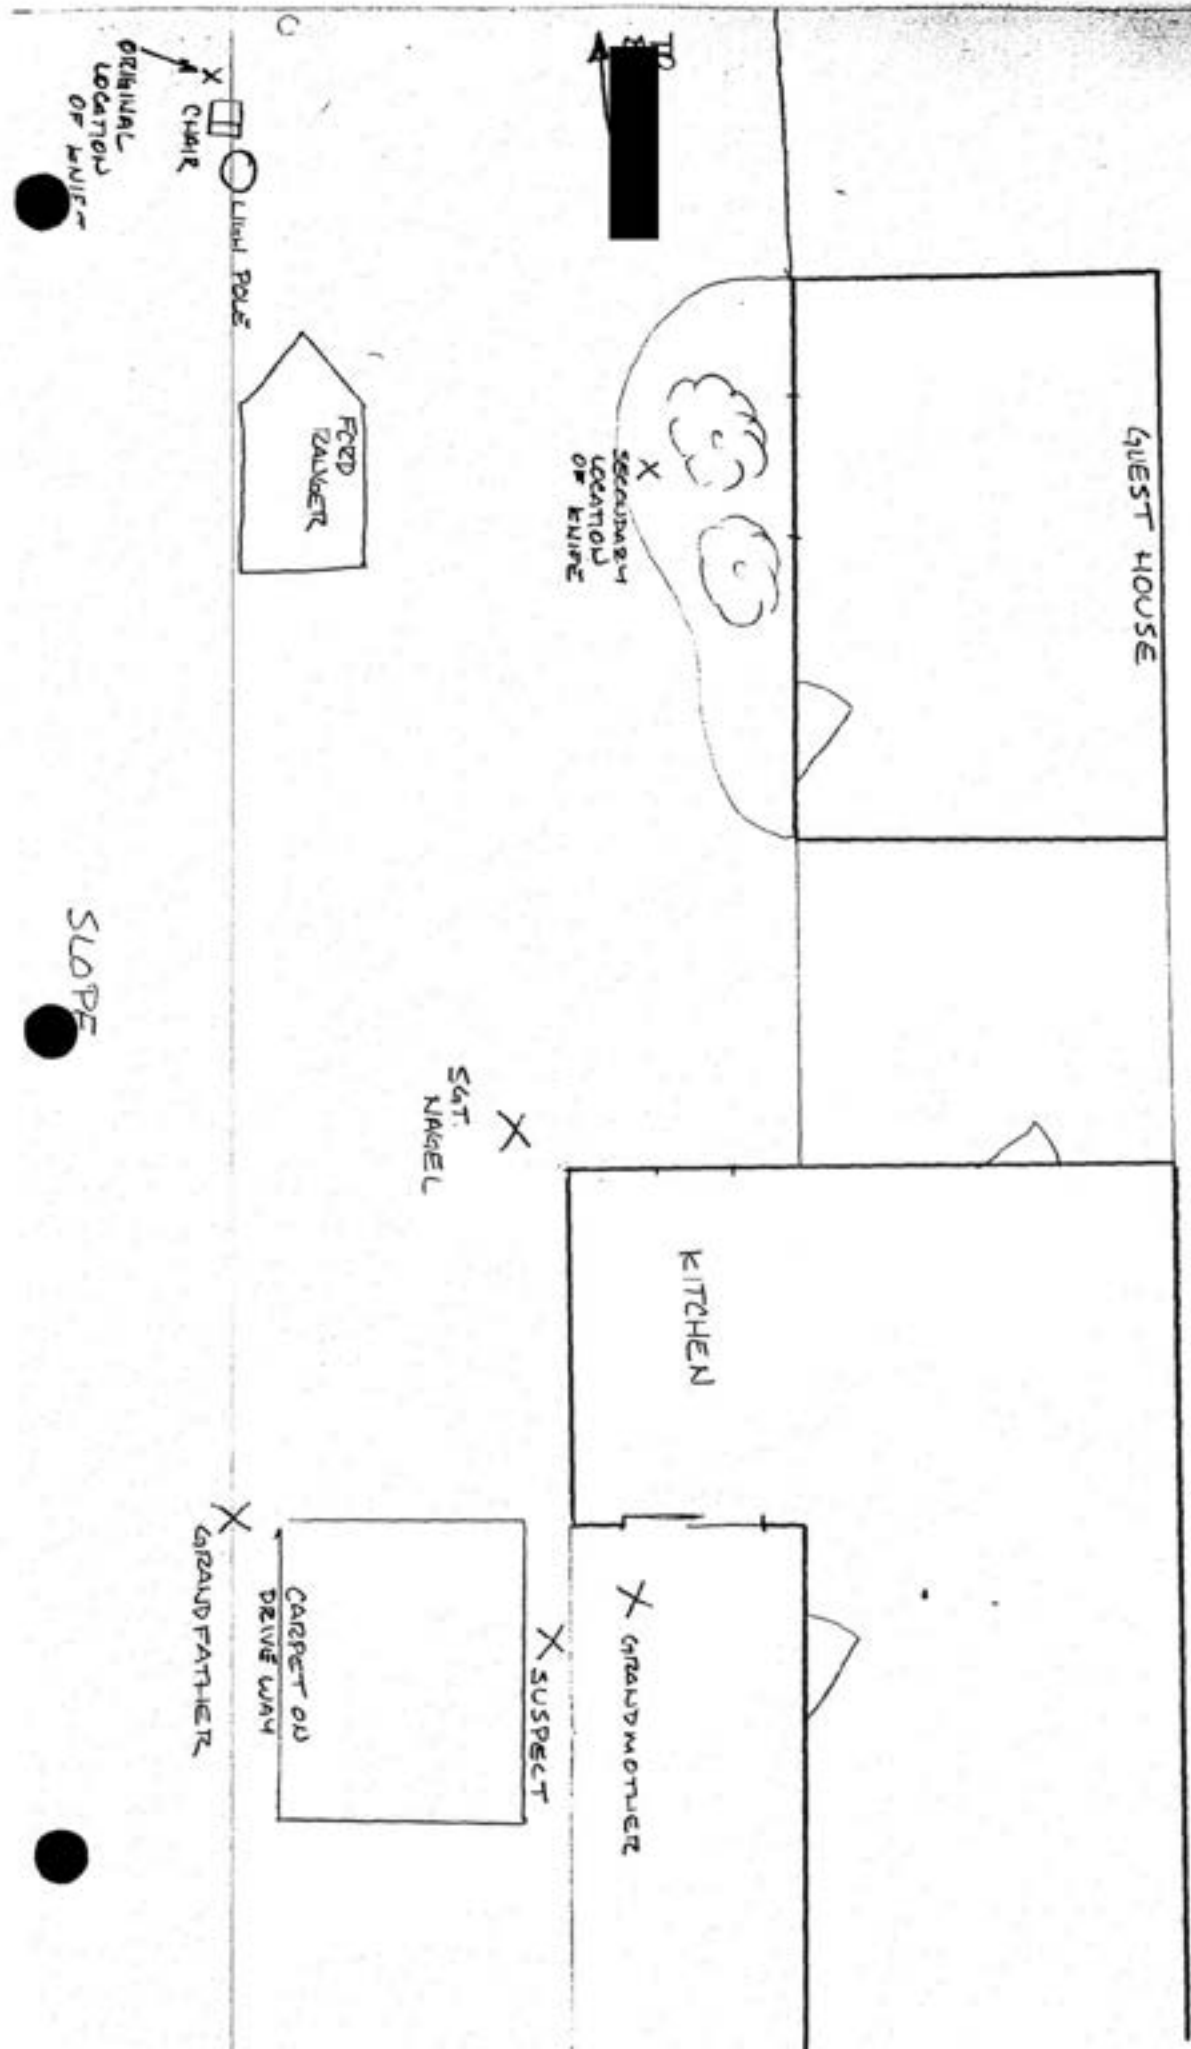 GUEST HOUSE
KITCHEN
SECONDARY
LOCATION
OF KNIFE
GRANDMOTHER
SUSPECT
SGT.
NAGEL
FORD
RANGER
POLE
CHAIR
ORIGINAL
LOCATION
OF KNIFE
CARPET ON
DRIVE WAY
GRANDFATHER
SLOPE